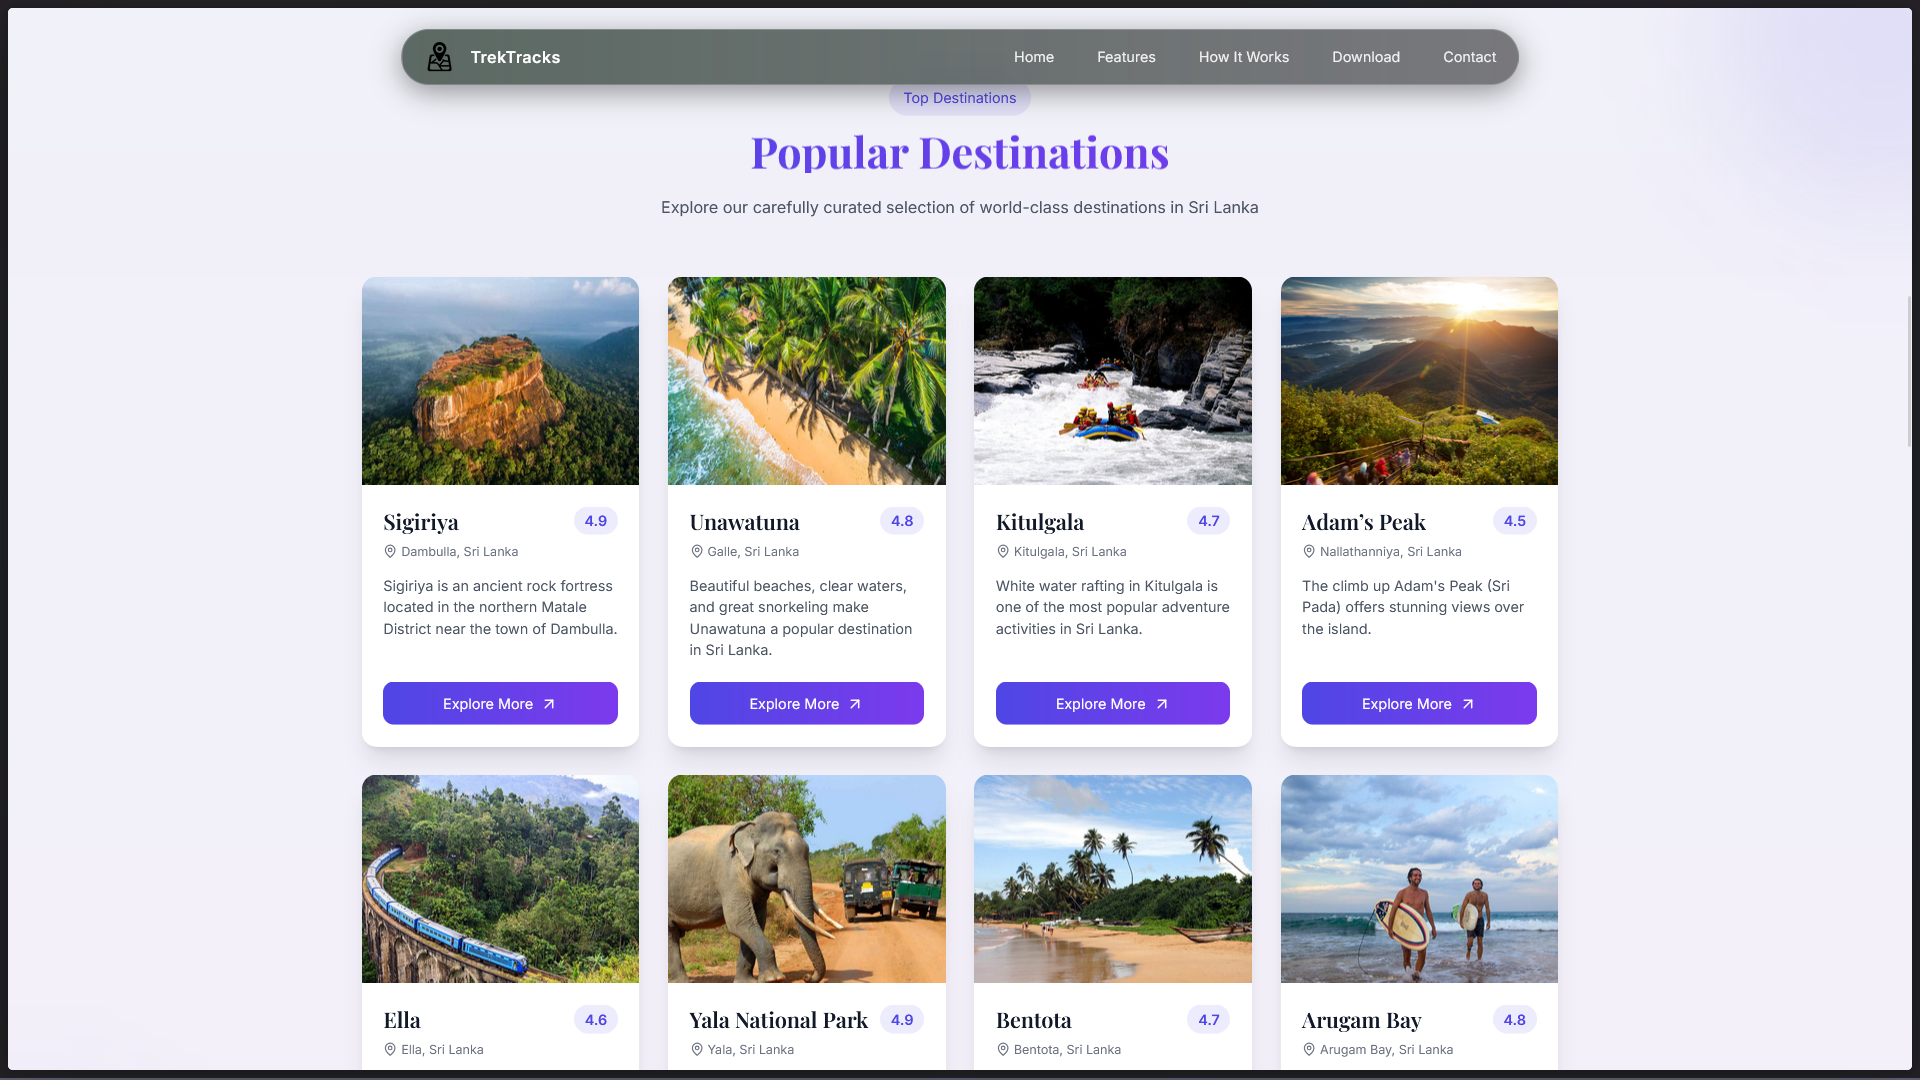 TrekTracks
Home
Features
How It Works
Download
Contact
Top Destinations
Popular Destinations
Explore our carefully curated selection of world-class destinations in Sri Lanka
Sigiriya
4.9
Dambulla, Sri Lanka
Sigiriya is an ancient rock fortress
located in the northern Matale
District near the town of Dambulla.
Explore More
Unawatuna
4.8
Galle, Sri Lanka
Beautiful beaches, clear waters,
and great snorkeling make
Unawatuna a popular destination
in Sri Lanka.
Explore More
Kitulgala
4.7
Kitulgala, Sri Lanka
White water rafting in Kitulgala is
one of the most popular adventure
activities in Sri Lanka.
Explore More
Adam’s Peak
4.5
Nallathanniya, Sri Lanka
The climb up Adam's Peak (Sri
Pada) offers stunning views over
the island.
Explore More
Ella
4.6
Ella, Sri Lanka
Yala National Park
4.9
Yala, Sri Lanka
Bentota
4.7
Bentota, Sri Lanka
Arugam Bay
4.8
Arugam Bay, Sri Lanka